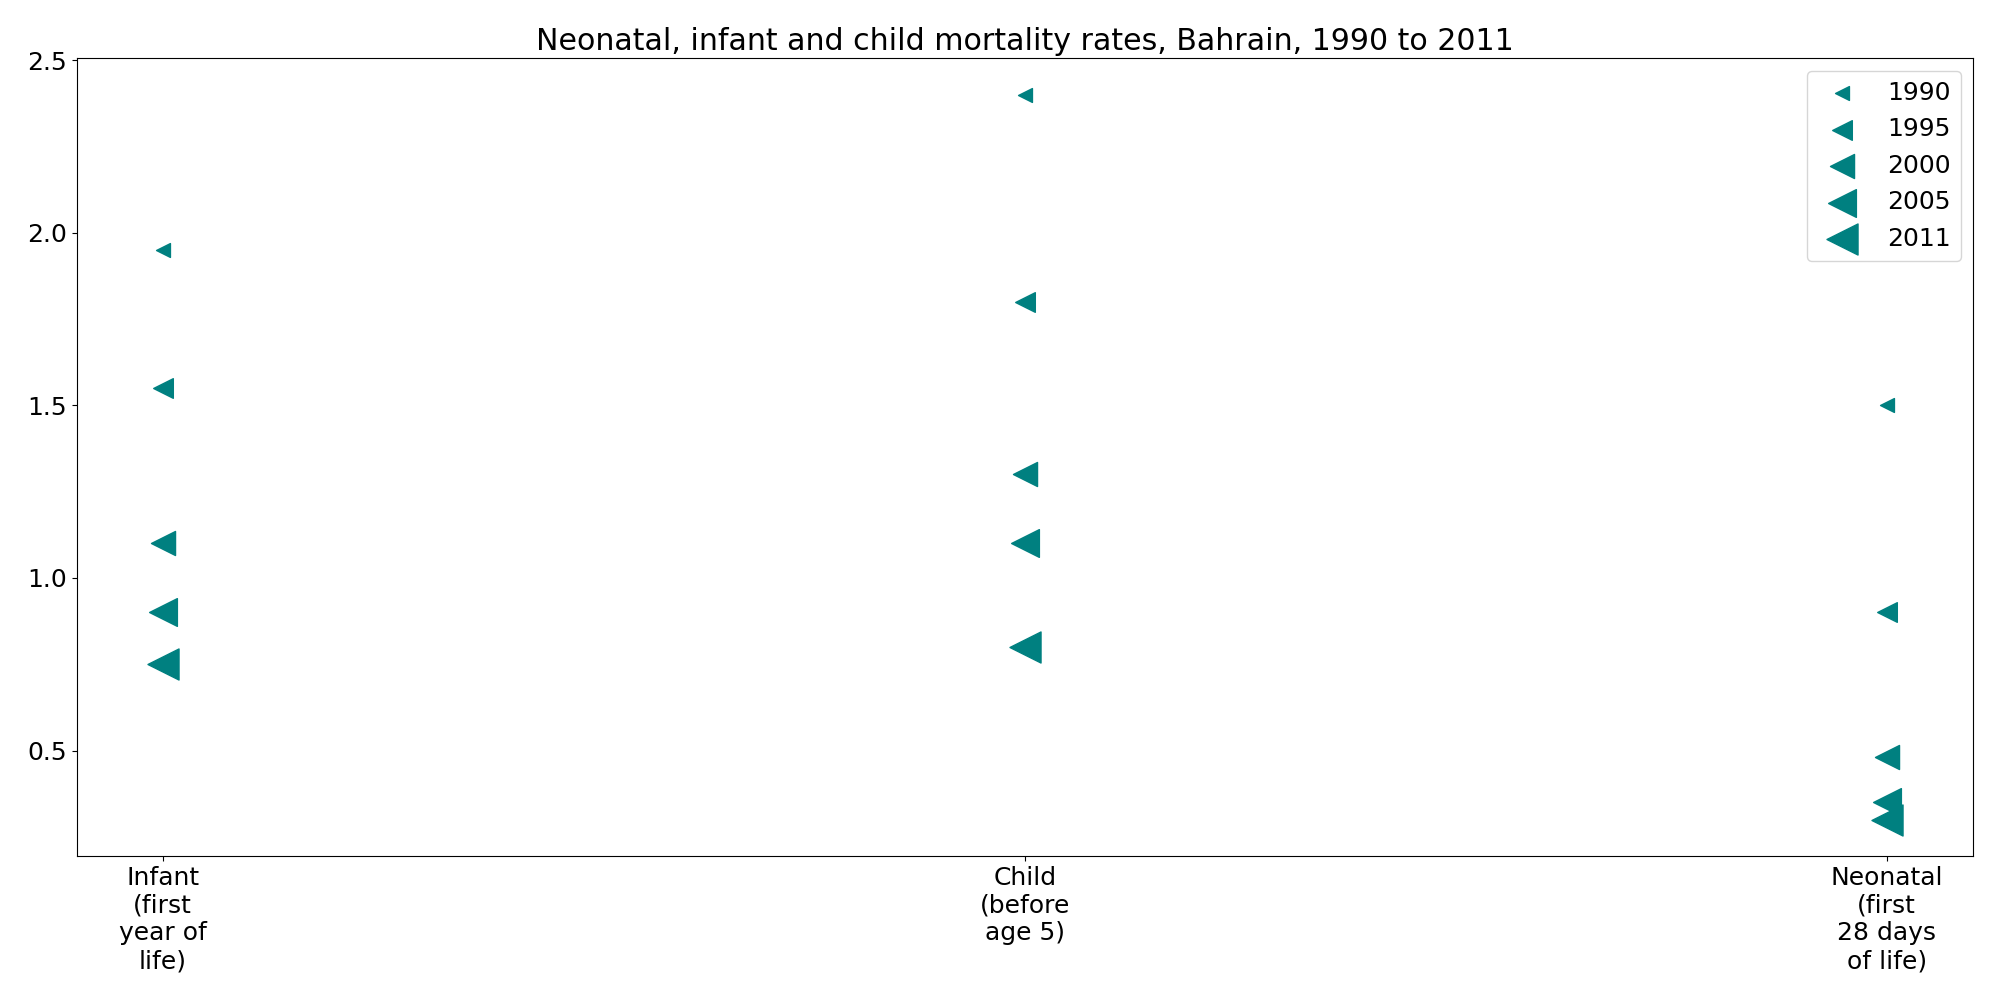 Neonatal, infant and child mortality rates, Bahrain, 1990 to 2011
2.5
2.0
1.5
1.0
0.5
1990
1995
2000
2005
2011
Infant
(first
year of
life)
Child
(before
age 5)
Neonatal
(first
28 days
of life)